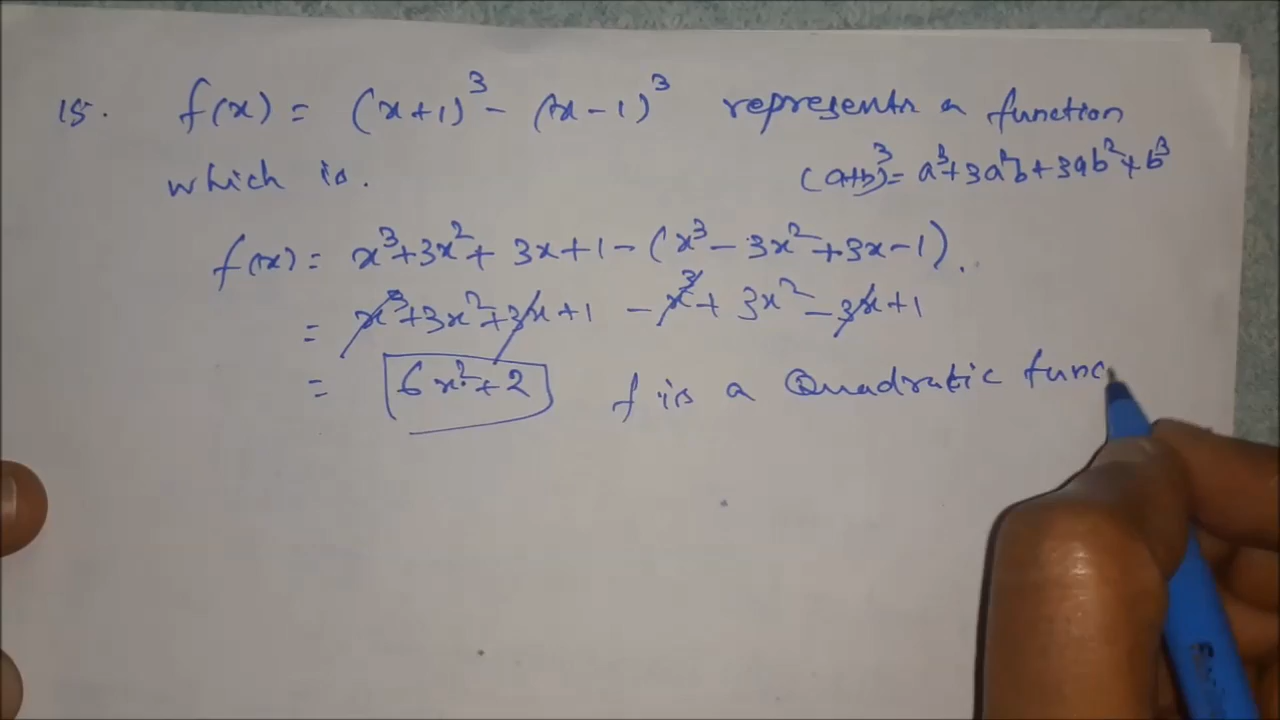 15. f(x) = (x+1)³ - (x-1)³ represents a function
which is.
(a+b)³ = a³+3a²b+3ab²+b³
f(x) = x³+3x²+ 3x+1-(x³-3x²+3x-1).
= x³+3x²+3x+1 -x³+ 3x²-3x+1
= 6x²+2 f is a Quadratic func